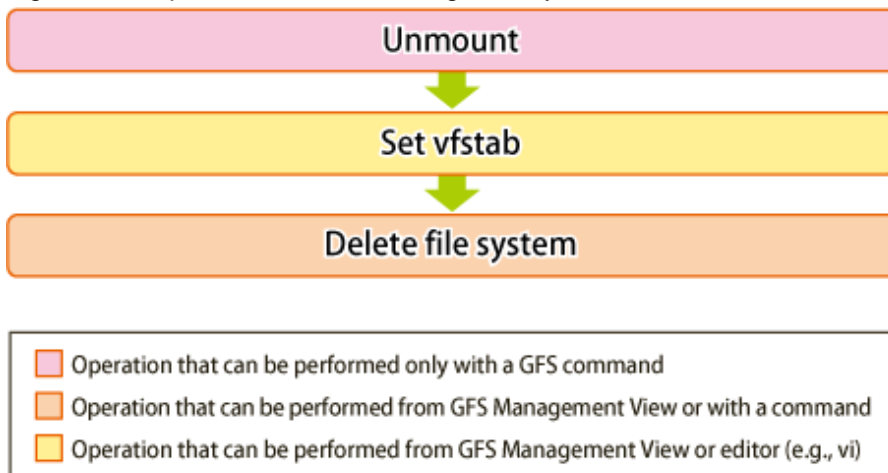 Unmount
Set vfstab
Delete file system
Operation that can be performed only with a GFS command
Operation that can be performed from GFS Management View or with a command
Operation that can be performed from GFS Management View or editor (e.g., vi)